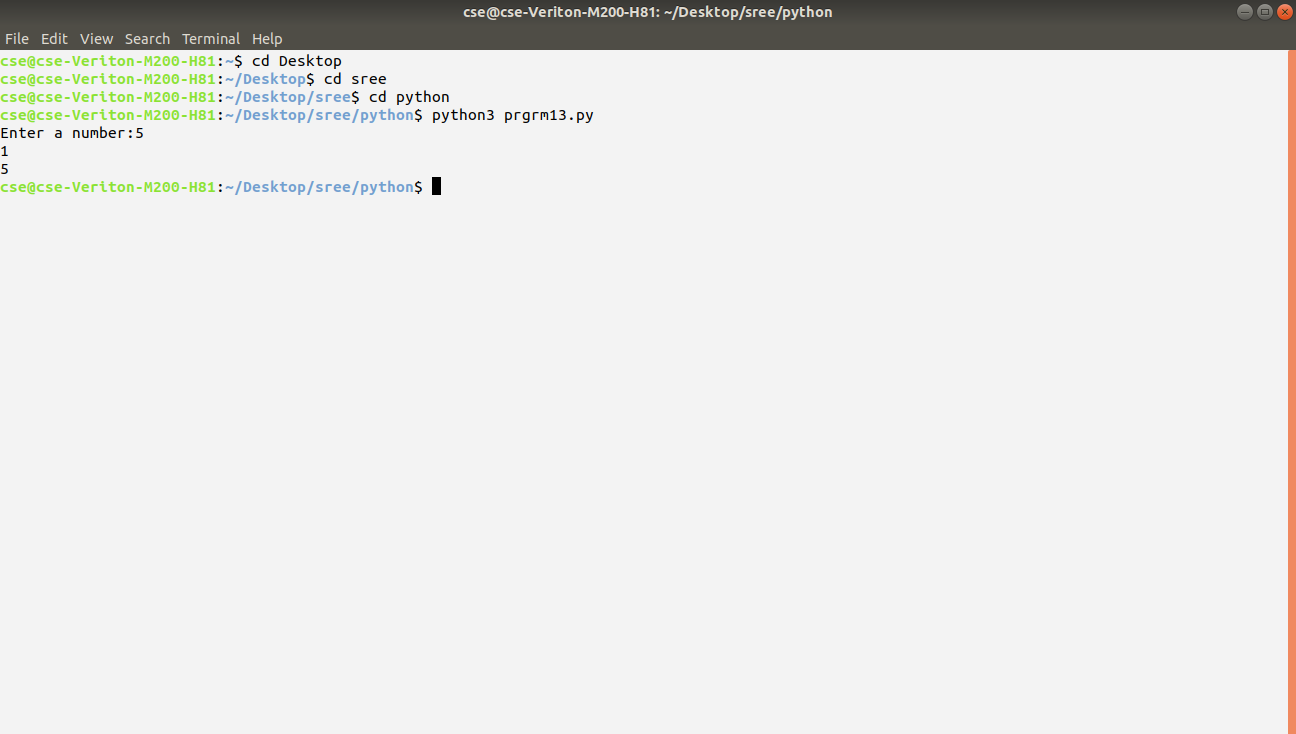 cse@cse-Veriton-M200-H81: ~/Desktop/sree/python
File Edit View Search Terminal Help
cse@cse-Veriton-M200-H81:~$ cd Desktop
cse@cse-Veriton-M200-H81:~/Desktop$ cd sree
cse@cse-Veriton-M200-H81:~/Desktop/sree$ cd python
cse@cse-Veriton-M200-H81:~/Desktop/sree/python$ python3 prgrm13.py
Enter a number:5
1
5
cse@cse-Veriton-M200-H81:~/Desktop/sree/python$